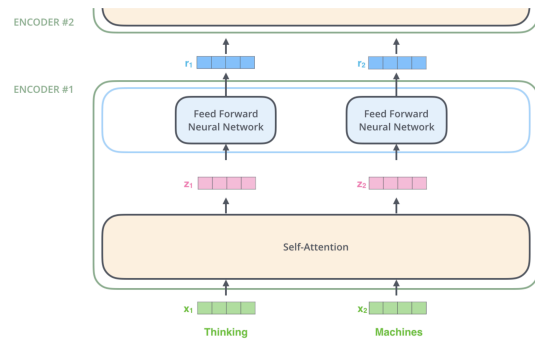 ENCODER #2
r₁ r₂
ENCODER #1
Feed Forward Neural Network
Feed Forward Neural Network
z₁ z₂
Self-Attention
x₁ x₂
Thinking Machines